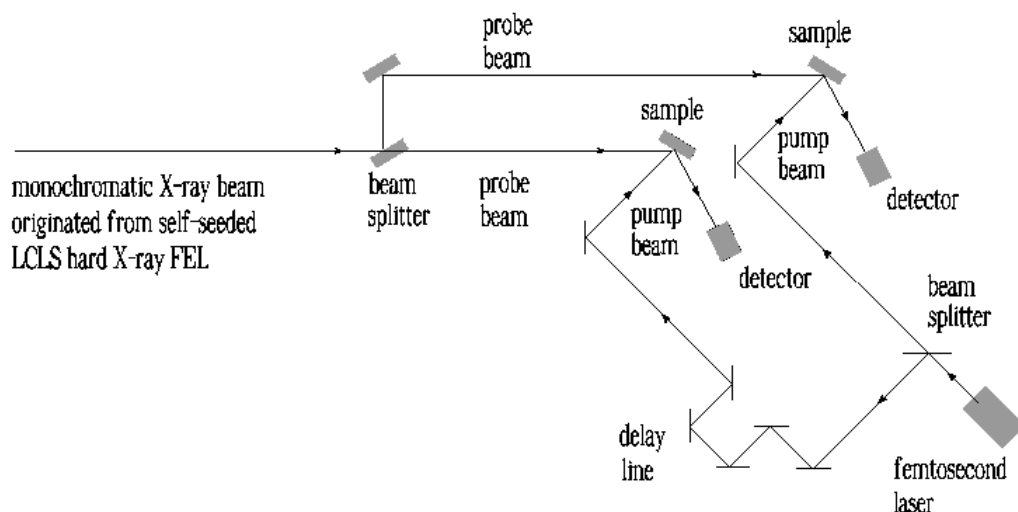 probe
beam
sample
sample
pump
beam
detector
monochromatic X-ray beam
originated from self-seeded
LCLS hard X-ray FEL
beam
splitter
probe
beam
pump
beam
detector
beam
splitter
delay
line
femtosecond
laser